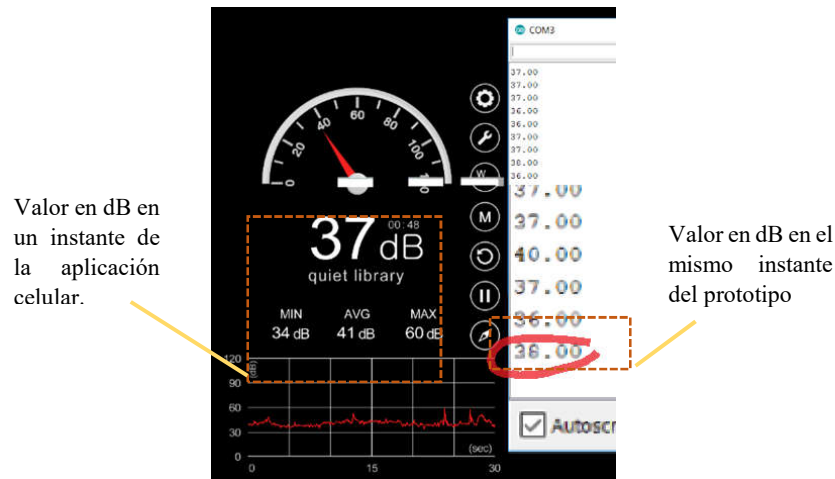 Valor en dB en
un instante de
la aplicación
celular.
0
20
40
60
80
100
00:48
37 dB
quiet library
MIN AVG MAX
34 dB 41 dB 60 dB
120
90
60
30
0
(dB)
(sec)
0 15 30
W
M
COM3
37.00
37.00
37.00
36.00
36.00
37.00
37.00
38.00
36.00
37.00
37.00
40.00
37.00
36.00
38.00
Autoscr
Valor en dB en el
mismo instante
del prototipo